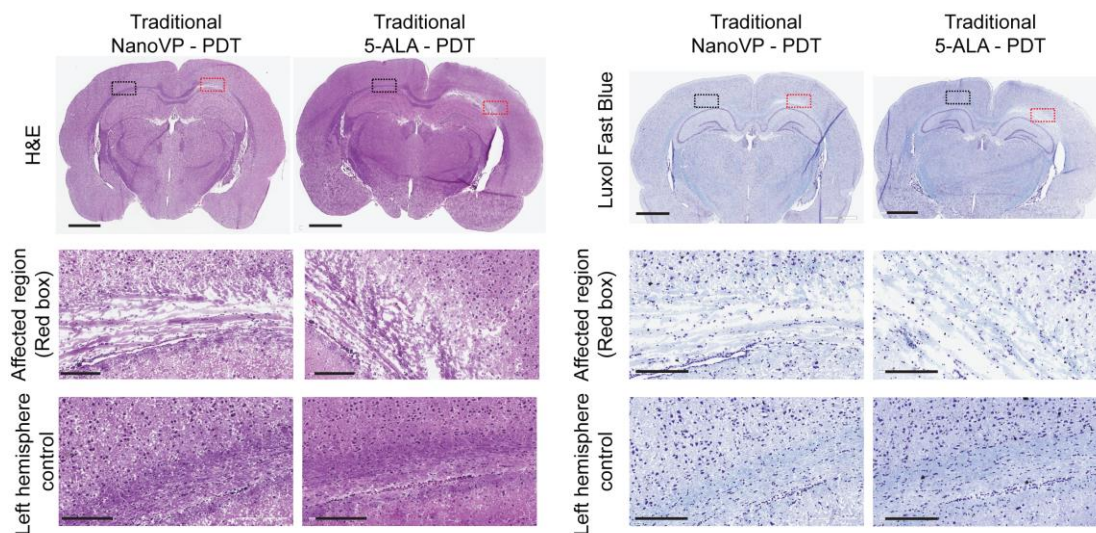 Traditional
NanoVP - PDT
Traditional
5-ALA - PDT
H&E
Affected region
(Red box)
Left hemisphere
control
Traditional
NanoVP - PDT
Traditional
5-ALA - PDT
Luxol Fast Blue
Affected region
(Red box)
Left hemisphere
control